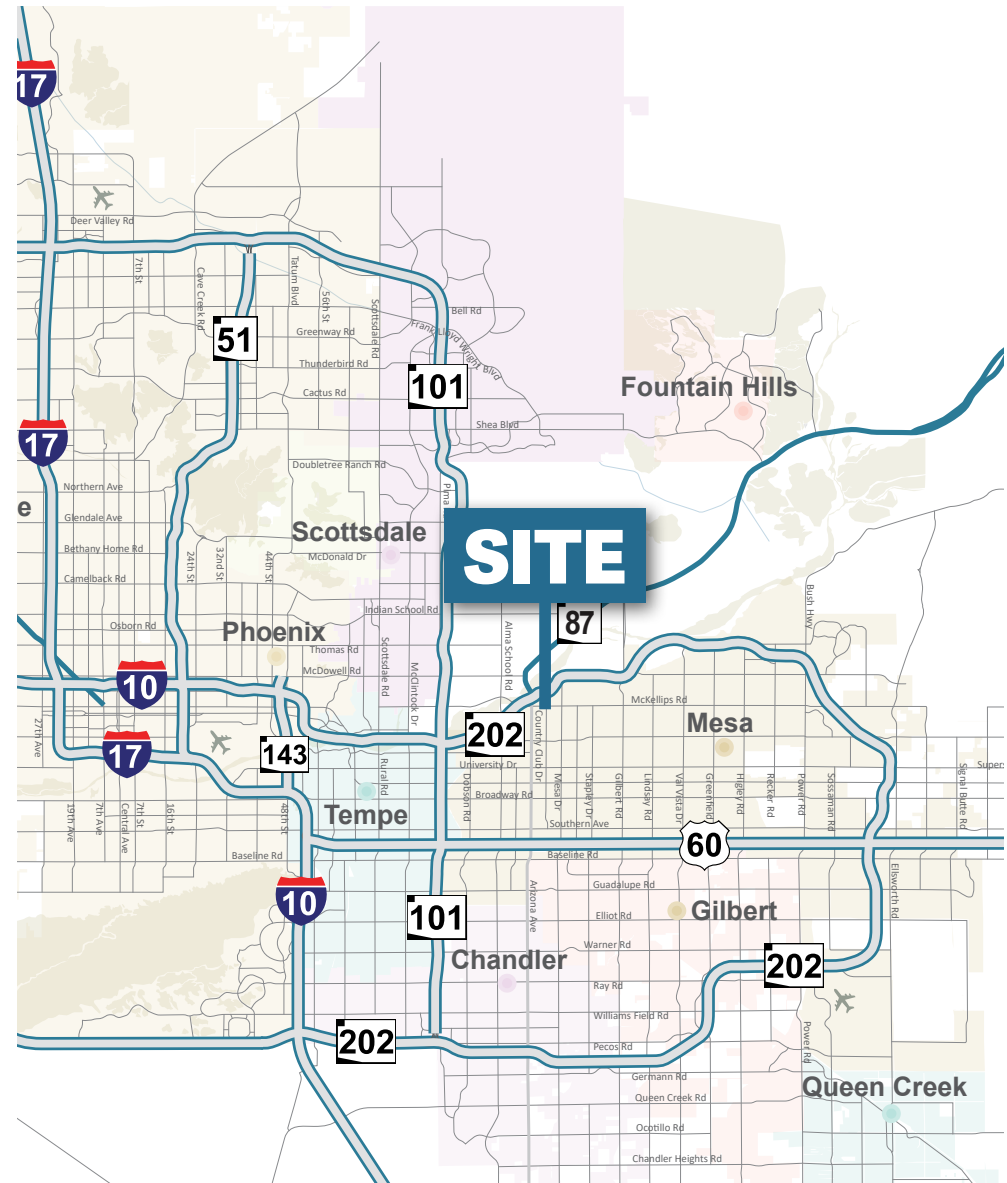 17
Deer Valley Rd
7th St
Cave Creek Rd
Tatum Blvd
56th St
Scottsdale Rd
Bell Rd
Frank Lloyd Wright Blvd
51
Greenway Rd
Thunderbird Rd
Cactus Rd
101
Fountain Hills
Shea Blvd
17
Doubletree Ranch Rd
Northern Ave
Pima
e
Glendale Ave
Scottsdale
SITE
Bethany Home Rd
McDonald Dr
24th St
32nd St
44th St
Camelback Rd
Bush Hwy
Indian School Rd
87
Osborn Rd
Phoenix
Alma School Rd
Thomas Rd
Scottsdale Rd
McClintock Dr
McDowell Rd
10
McKellips Rd
27th Ave
202
Country Club Dr
Mesa
17
143
University Dr
Rural Rd
Supers
Dobson Rd
Broadway Rd
Mesa Dr
Stapley Dr
Gilbert Rd
Lindsay Rd
Val Vista Dr
Greenfield
Higley Rd
Recker Rd
Power Rd
Sossaman Rd
Signal Butte Rd
19th Ave
7th Ave
Central Ave
7th St
16th St
48th St
Tempe
Southern Ave
60
Baseline Rd
Baseline Rd
Guadalupe Rd
Ellsworth Rd
10
101
Arizona Ave
Elliot Rd
Gilbert
Warner Rd
Chandler
202
Ray Rd
Williams Field Rd
202
Pecos Rd
Power Rd
Germann Rd
Queen Creek
Queen Creek Rd
Ocotillo Rd
Chandler Heights Rd